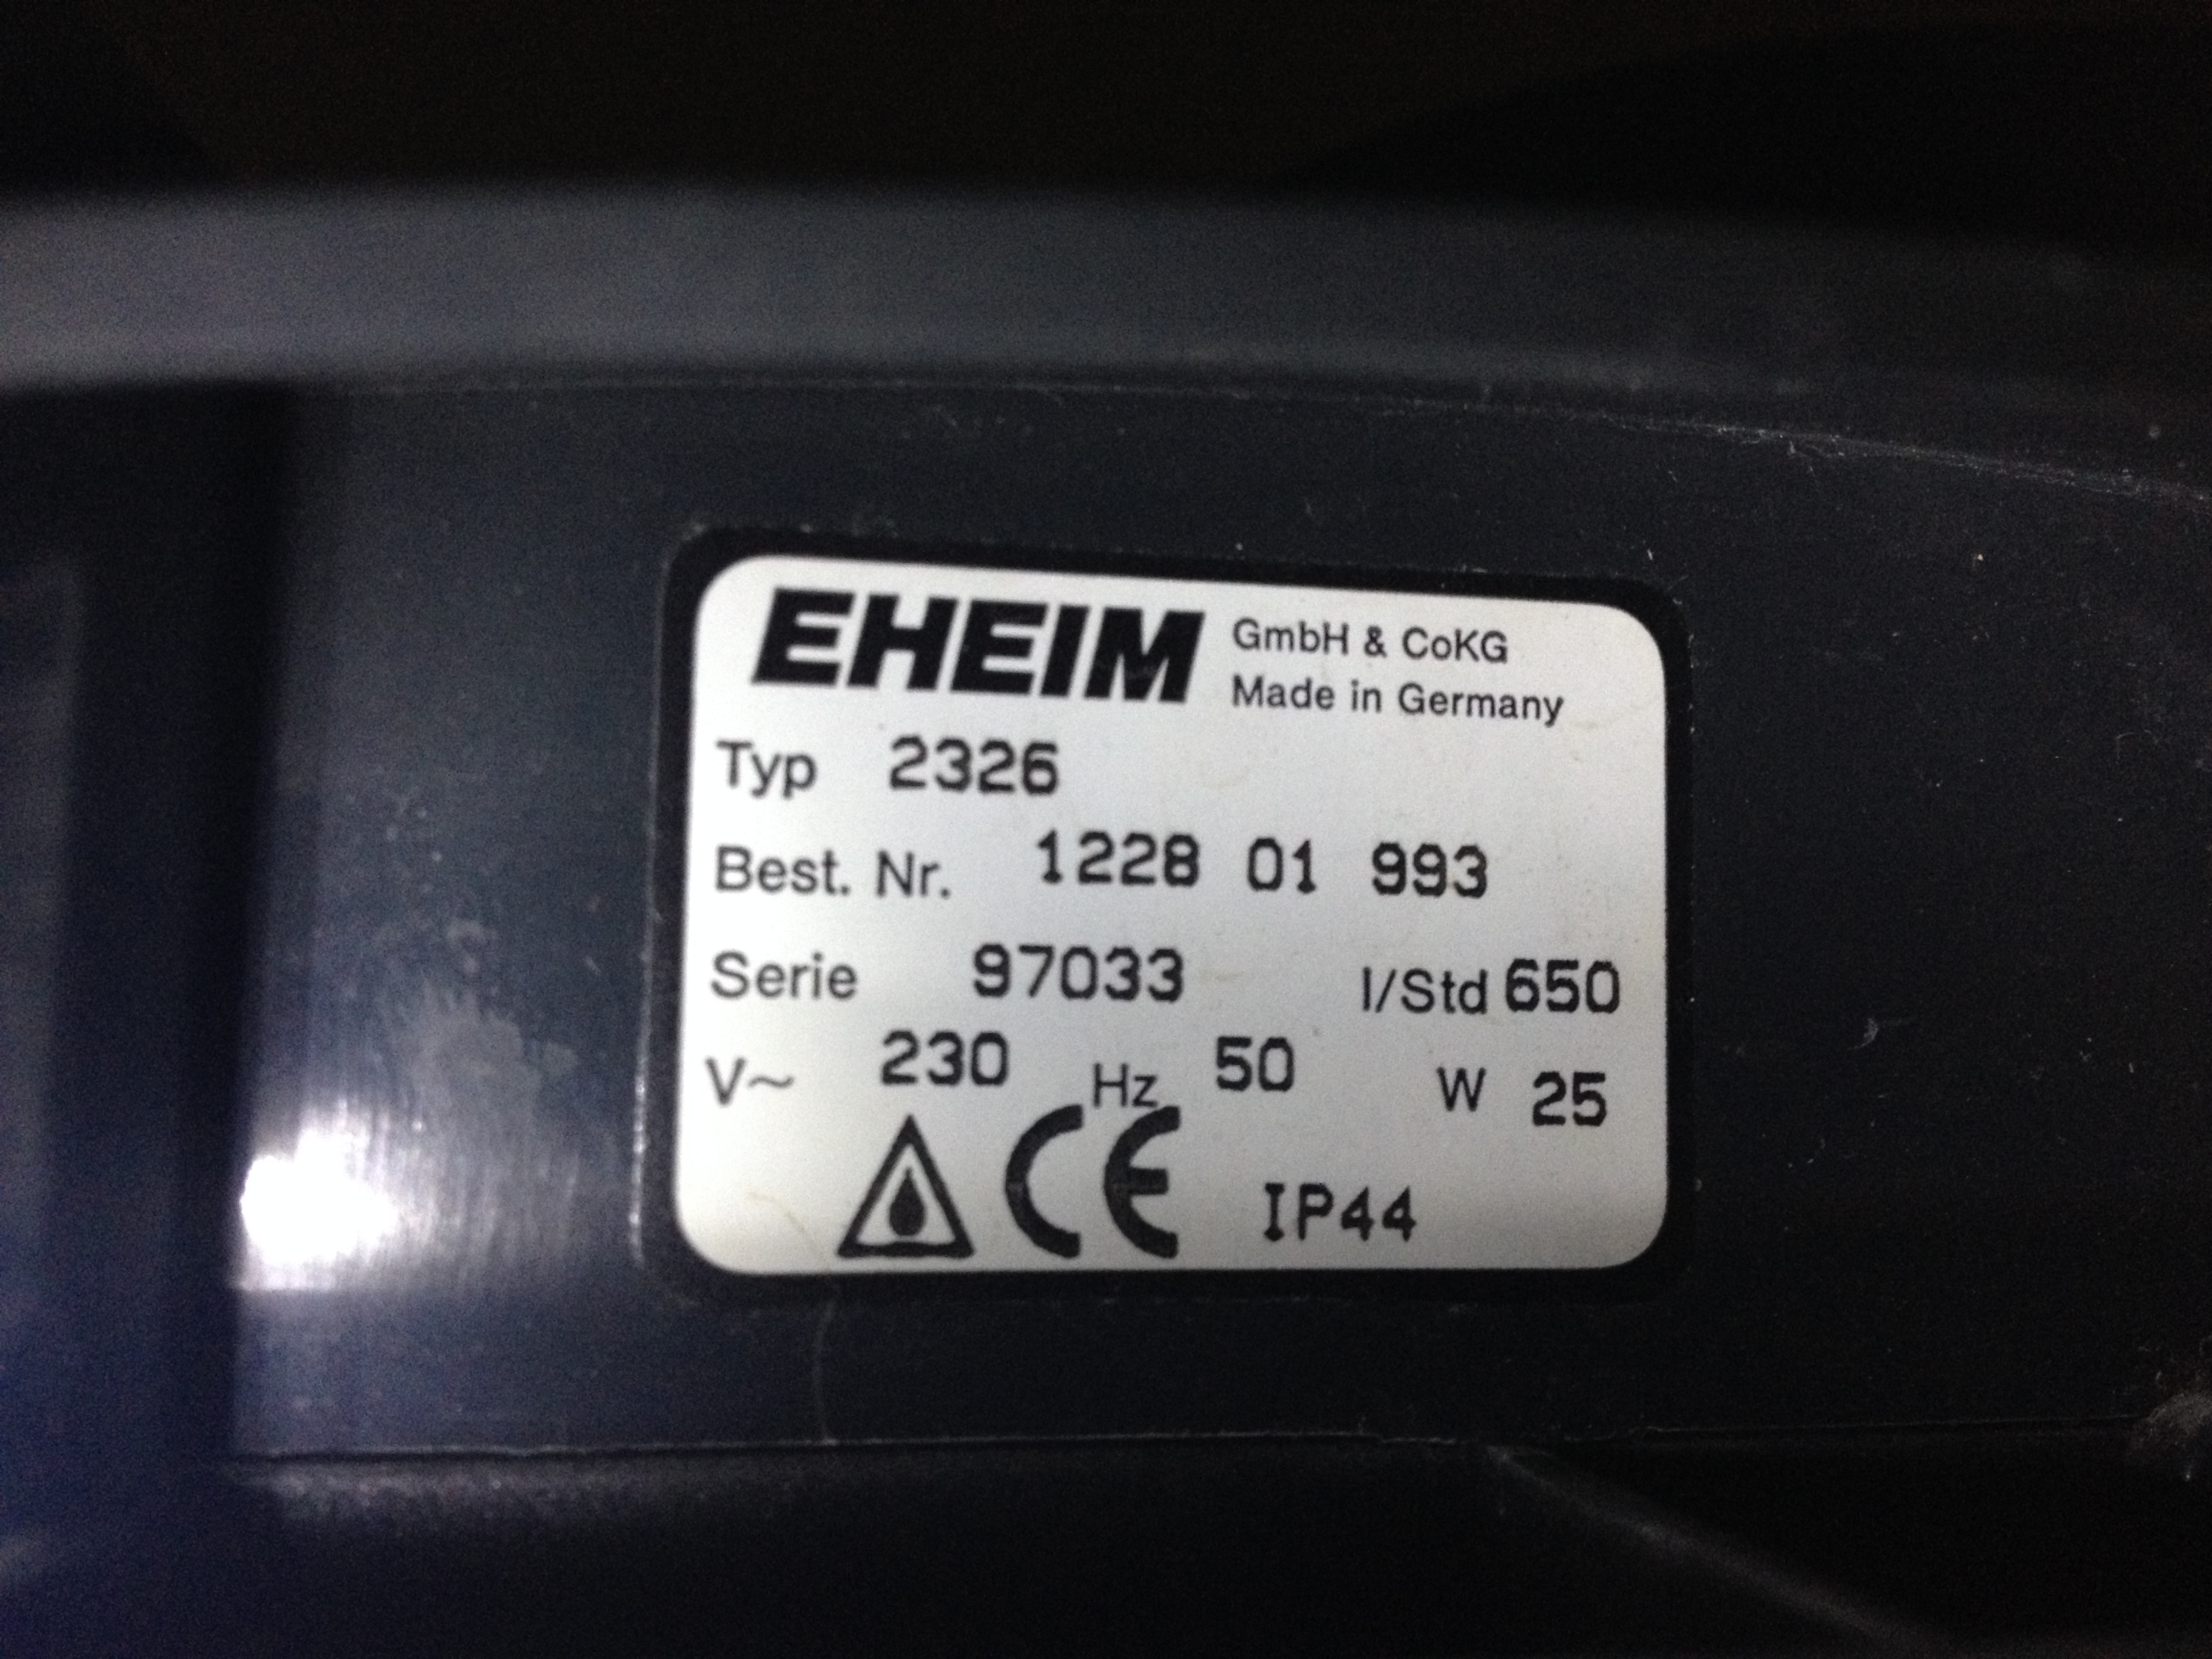 EHEIM GmbH & CoKG
Made in Germany
Typ 2326
Best. Nr. 1228 01 993
Serie 97033 l/Std 650
V~ 230 Hz 50 W 25
CE IP44